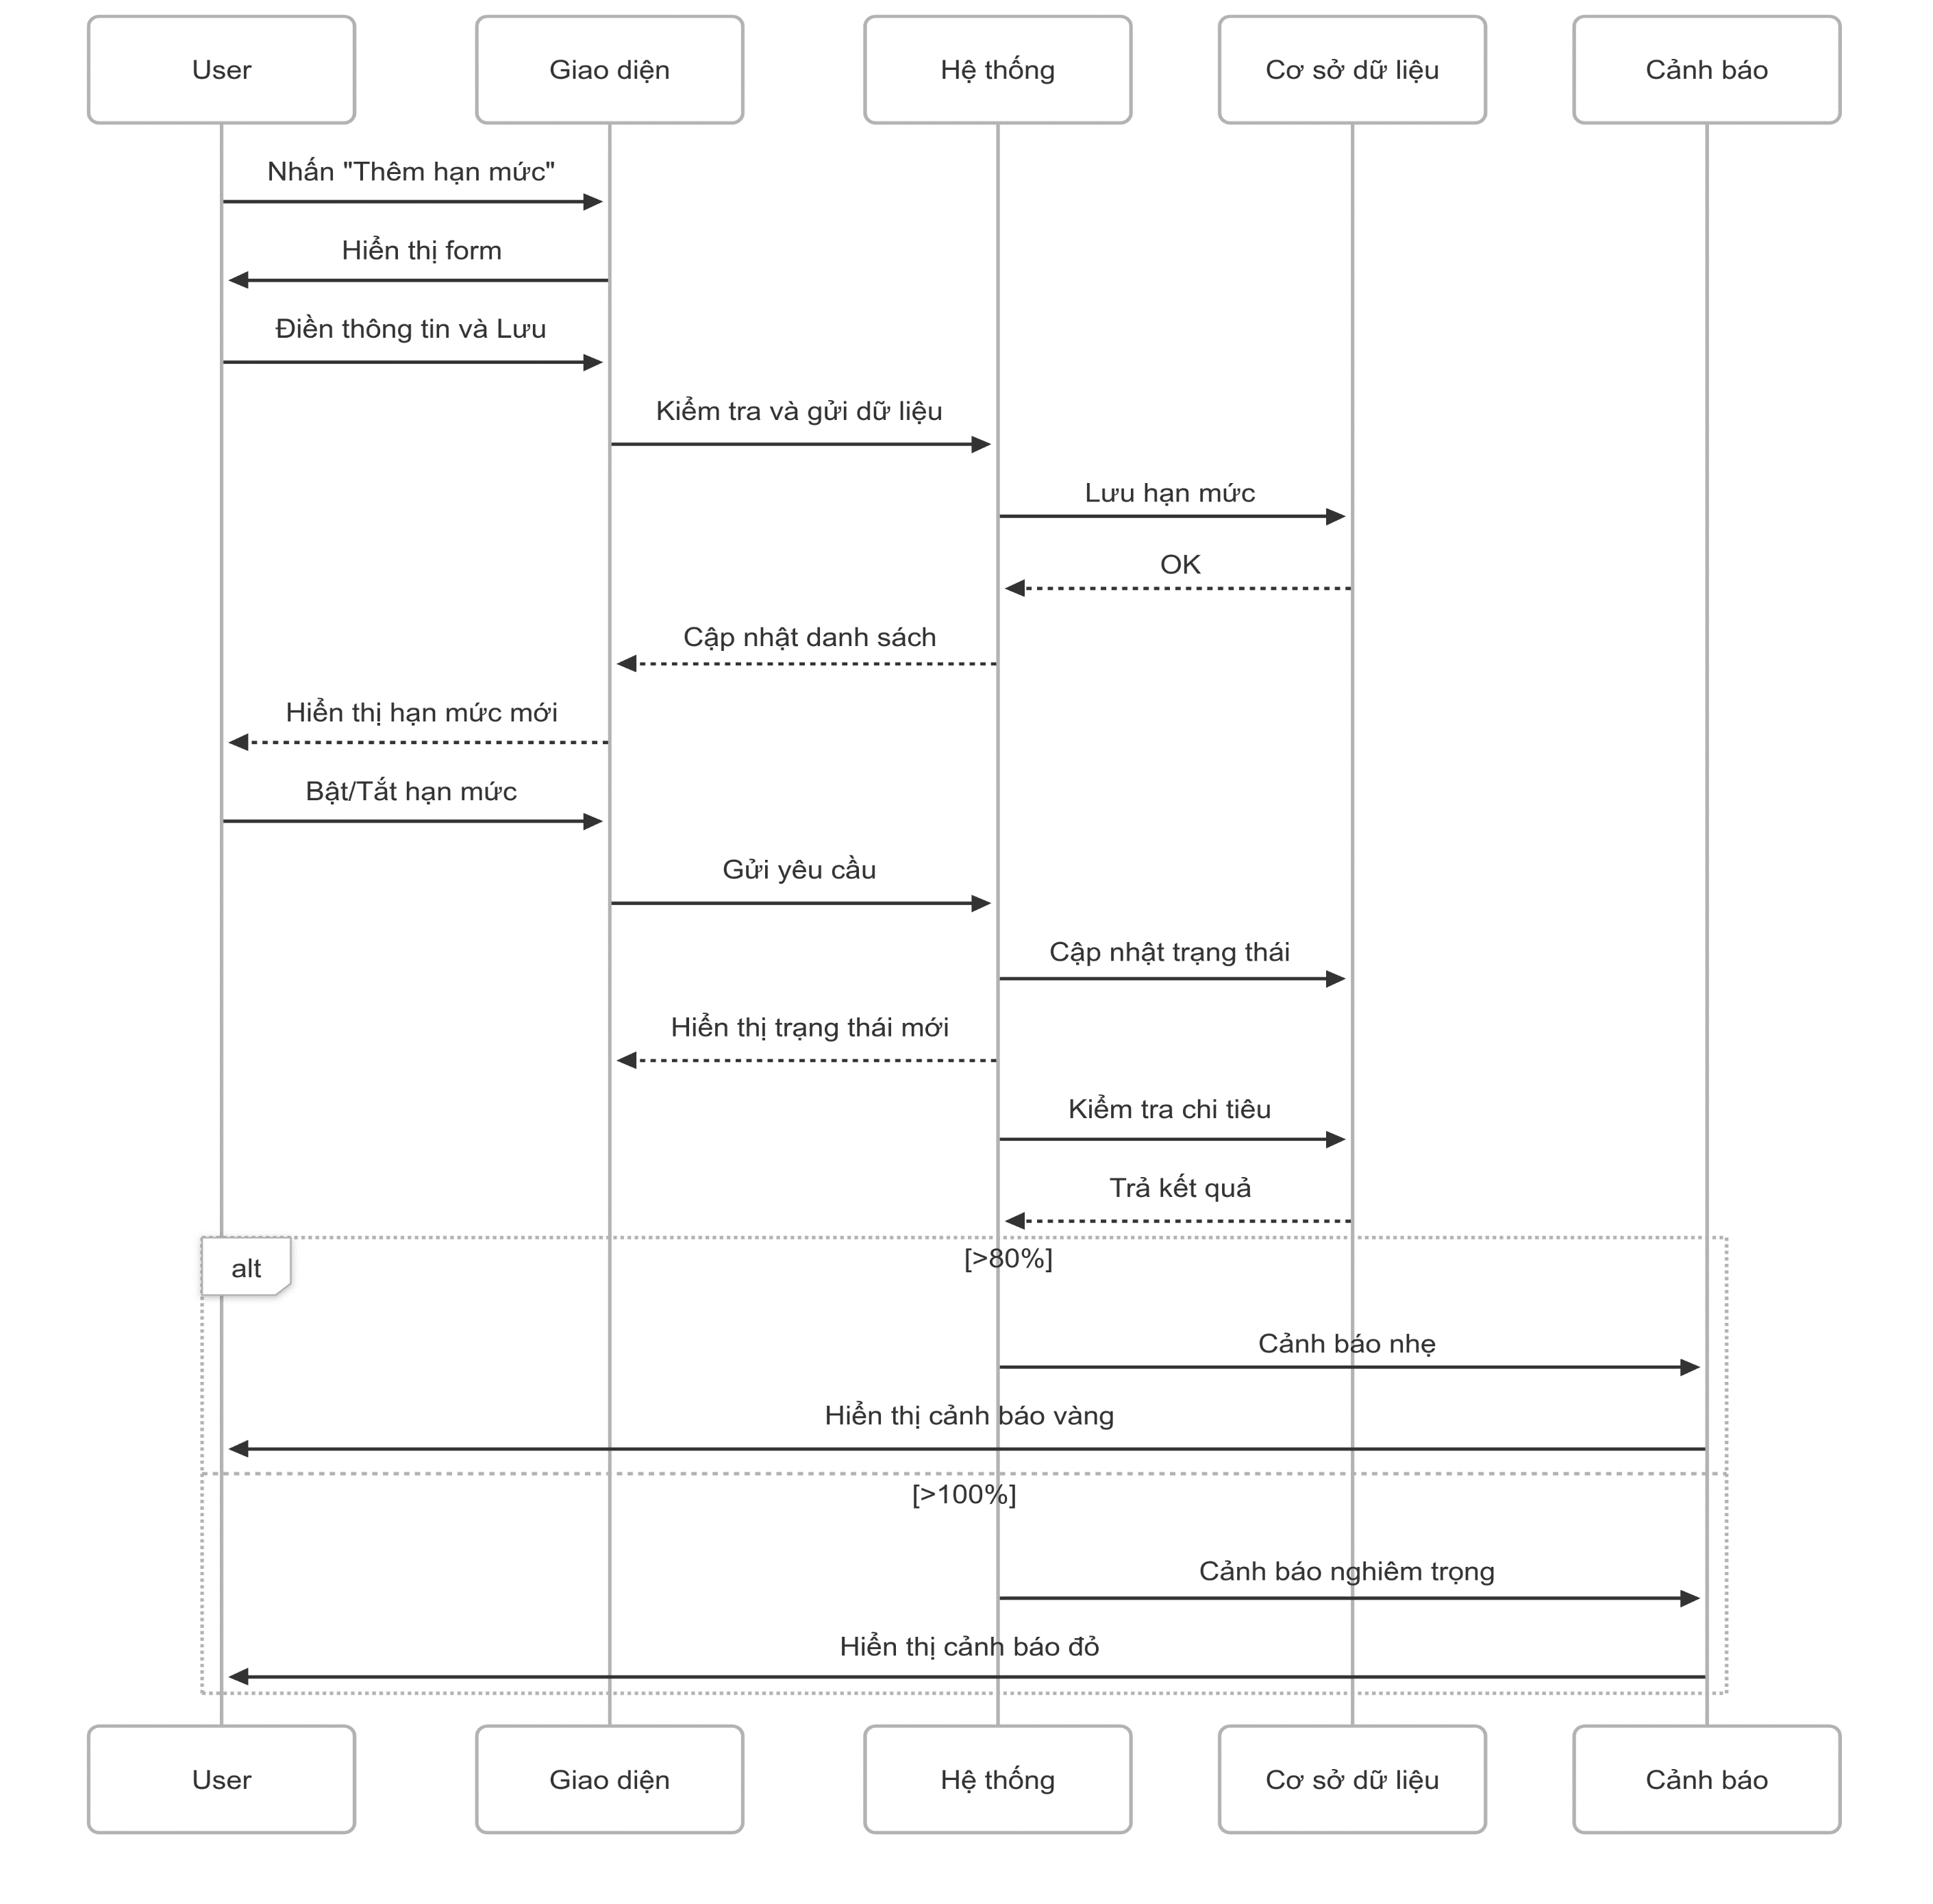 User
Giao diện
Hệ thống
Cơ sở dữ liệu
Cảnh báo
Nhấn "Thêm hạn mức"
Hiển thị form
Điền thông tin và Lưu
Kiểm tra và gửi dữ liệu
Lưu hạn mức
OK
Cập nhật danh sách
Hiển thị hạn mức mới
Bật/Tắt hạn mức
Gửi yêu cầu
Cập nhật trạng thái
Hiển thị trạng thái mới
Kiểm tra chi tiêu
Trả kết quả
alt
[>80%]
Cảnh báo nhẹ
Hiển thị cảnh báo vàng
[>100%]
Cảnh báo nghiêm trọng
Hiển thị cảnh báo đỏ
User
Giao diện
Hệ thống
Cơ sở dữ liệu
Cảnh báo